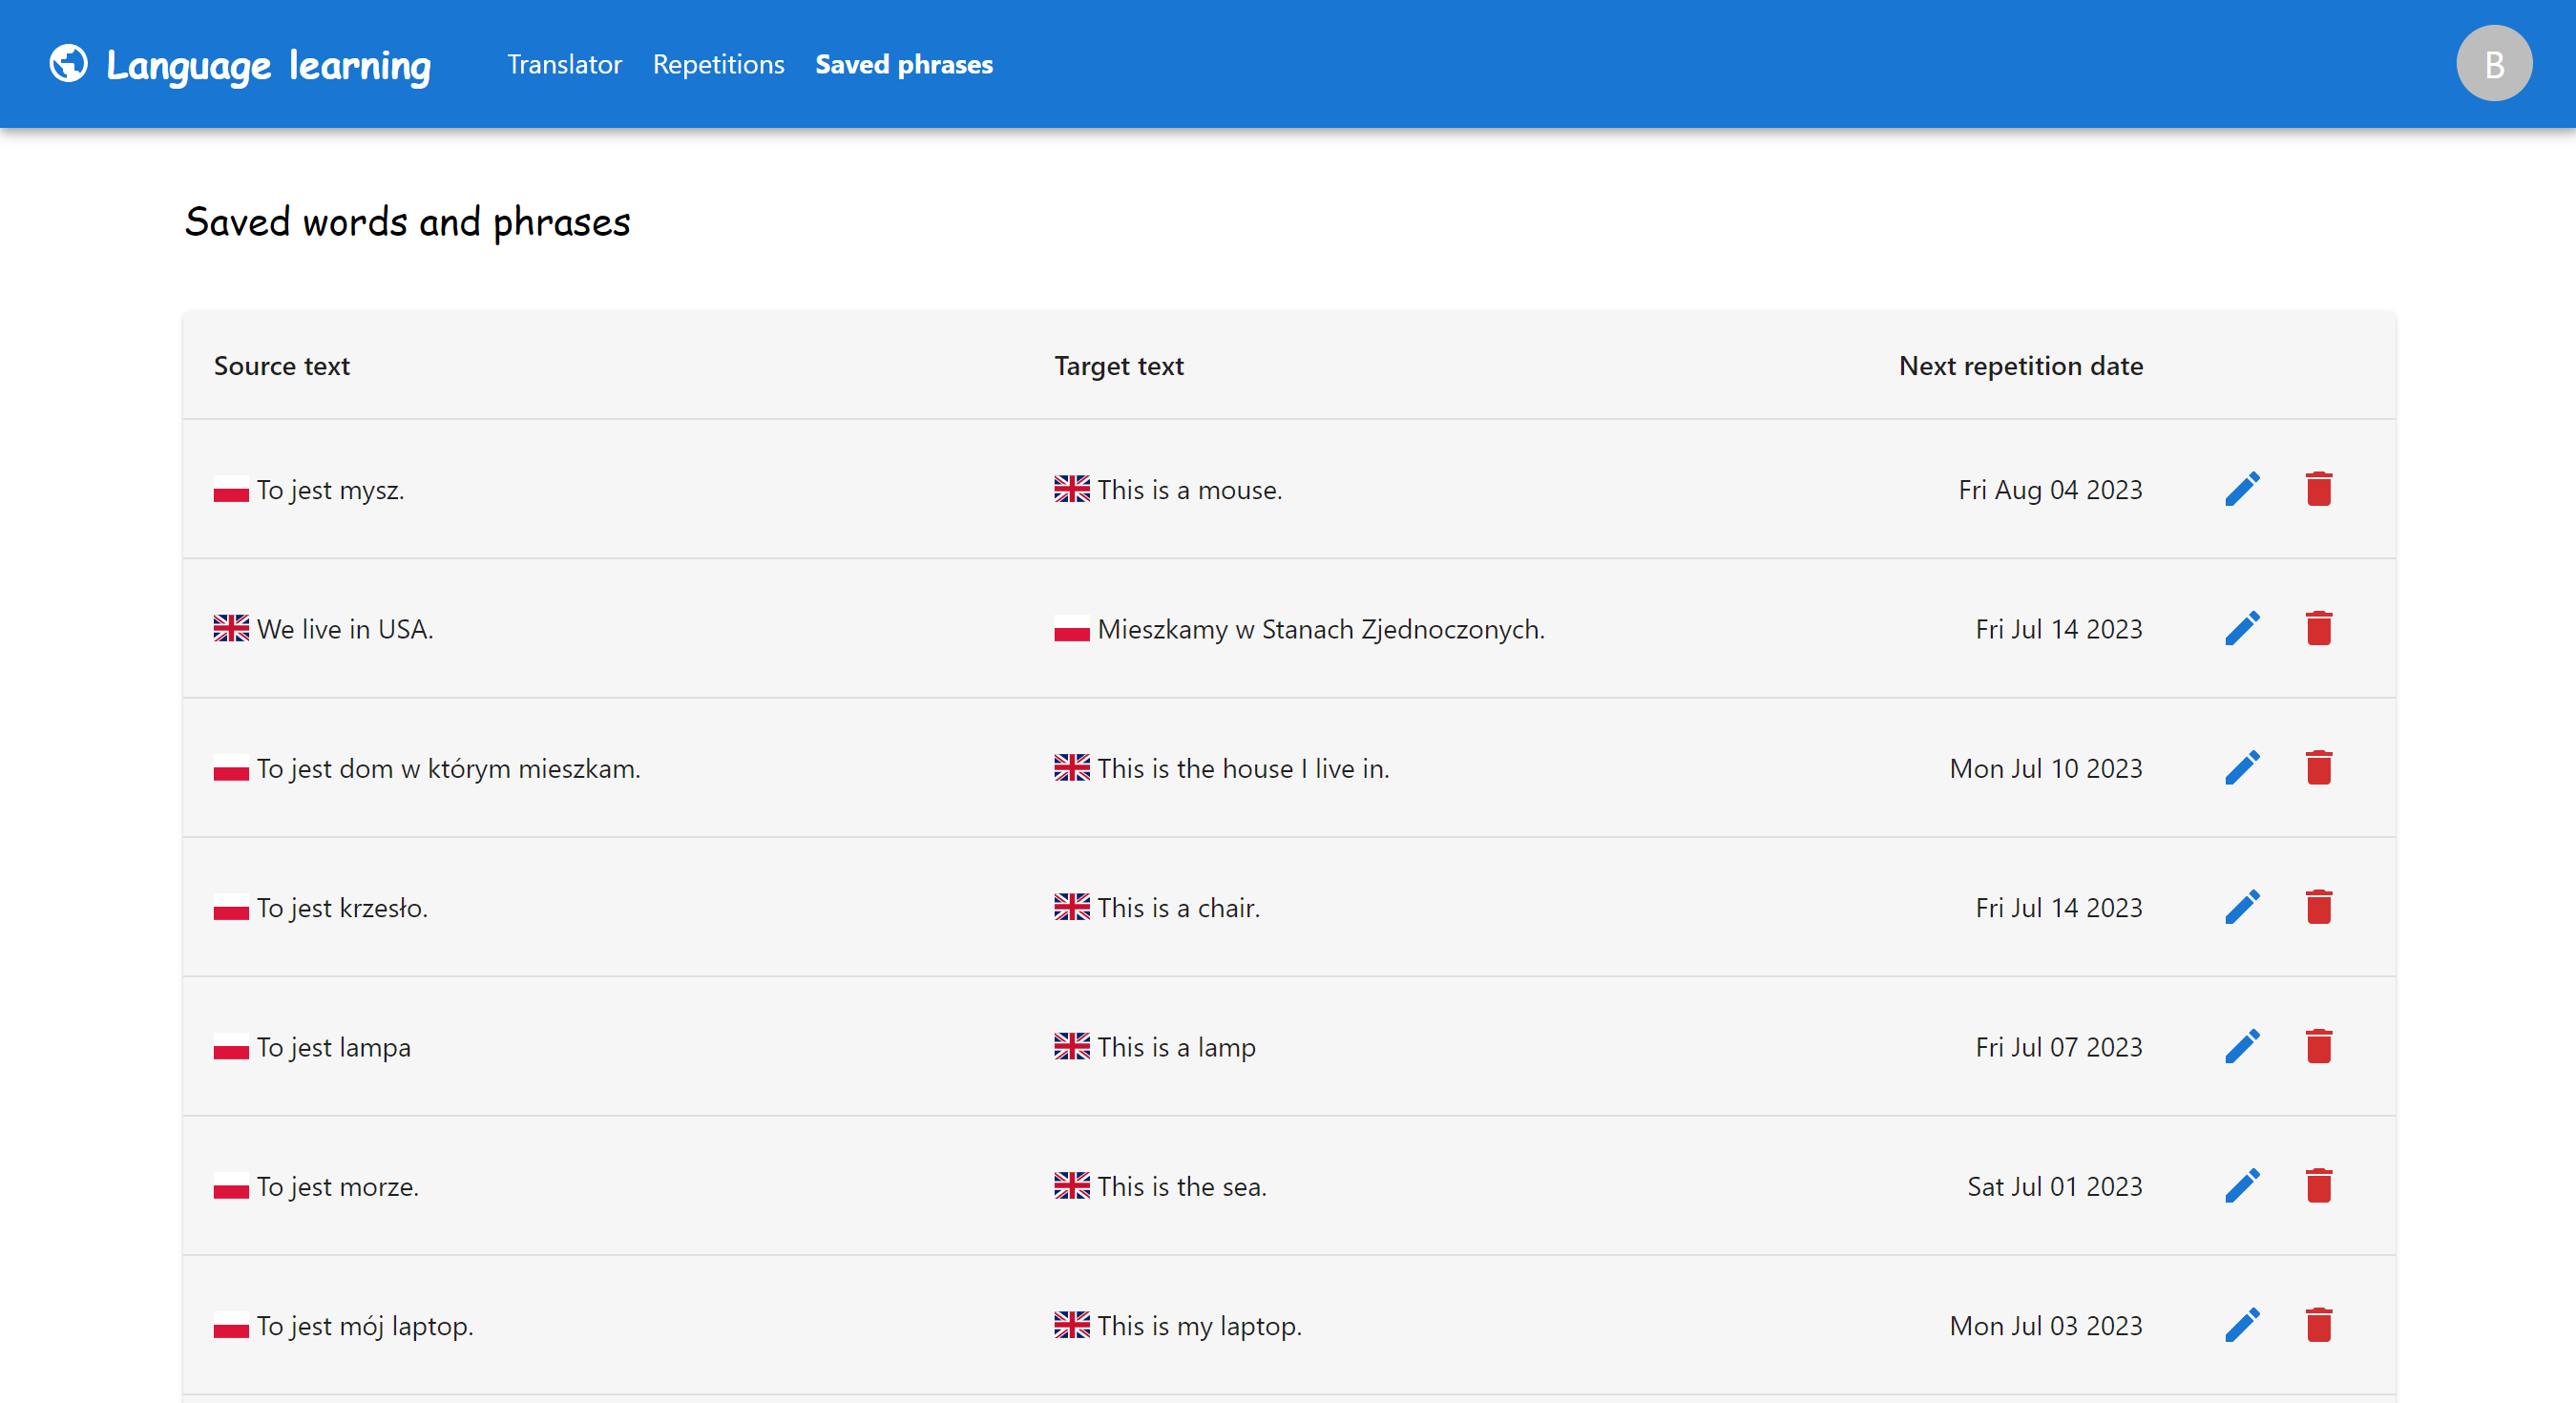 Language learning Translator Repetitions Saved phrases B
Saved words and phrases
Source text Target text Next repetition date
To jest mysz. This is a mouse. Fri Aug 04 2023
We live in USA. Mieszkamy w Stanach Zjednoczonych. Fri Jul 14 2023
To jest dom w którym mieszkam. This is the house I live in. Mon Jul 10 2023
To jest krzesło. This is a chair. Fri Jul 14 2023
To jest lampa This is a lamp Fri Jul 07 2023
To jest morze. This is the sea. Sat Jul 01 2023
To jest mój laptop. This is my laptop. Mon Jul 03 2023